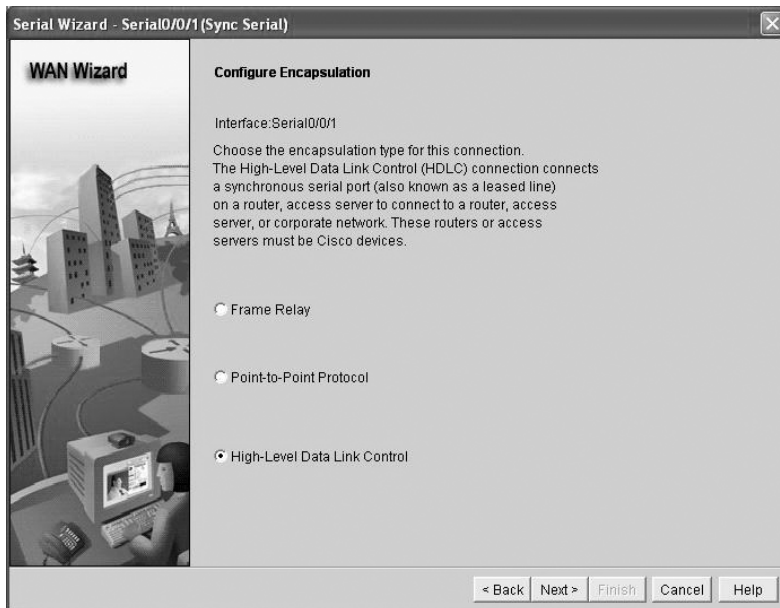 Serial Wizard - Serial0/0/1(Sync Serial)
WAN Wizard
Configure Encapsulation
Interface:Serial0/0/1
Choose the encapsulation type for this connection.
The High-Level Data Link Control (HDLC) connection connects
a synchronous serial port (also known as a leased line)
on a router, access server to connect to a router, access
server, or corporate network. These routers or access
servers must be Cisco devices.
Frame Relay
Point-to-Point Protocol
High-Level Data Link Control
< Back Next > Finish Cancel Help